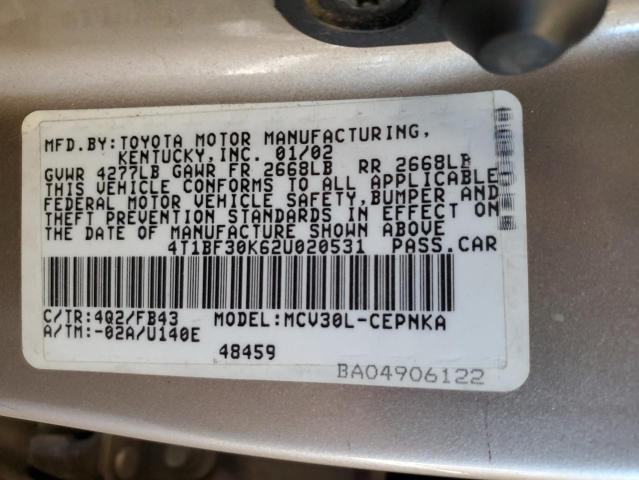 MFD.BY:TOYOTA MOTOR MANUFACTURING,
KENTUCKY,INC. 01/02
GVWR 4277LB GAWR FR 2668LB RR 2668LB
THIS VEHICLE CONFORMS TO ALL APPLICABLE
FEDERAL MOTOR VEHICLE SAFETY,BUMPER AND
THEFT PREVENTION STANDARDS IN EFFECT ON
THE DATE OF MANUFACTURE SHOWN ABOVE
4T1BF30K62U020531 PASS.CAR
C/TR:4Q2/FB43 MODEL:MCV30L-CEPNKA
A/TM:-02A/U140E
48459
BA04906122